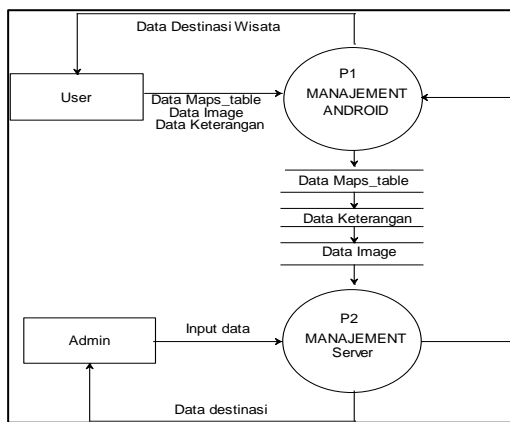 Data Destinasi Wisata
P1
MANAJEMENT
ANDROID
User
Data Maps_table
Data Image
Data Keterangan
Data Maps_table
Data Keterangan
Data Image
P2
MANAJEMENT
Server
Admin
Input data
Data destinasi